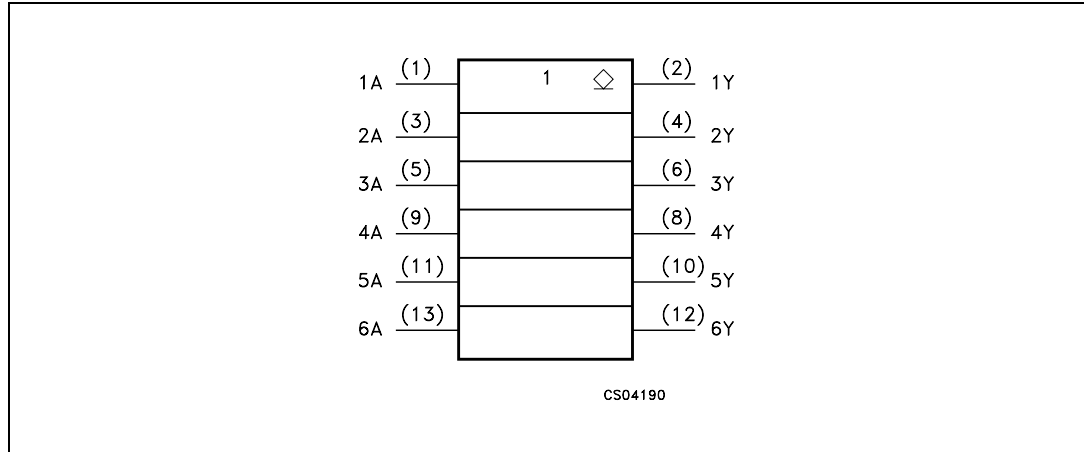 1A (1) 1 (2) 1Y
2A (3) (4) 2Y
3A (5) (6) 3Y
4A (9) (8) 4Y
5A (11) (10) 5Y
6A (13) (12) 6Y
CS04190